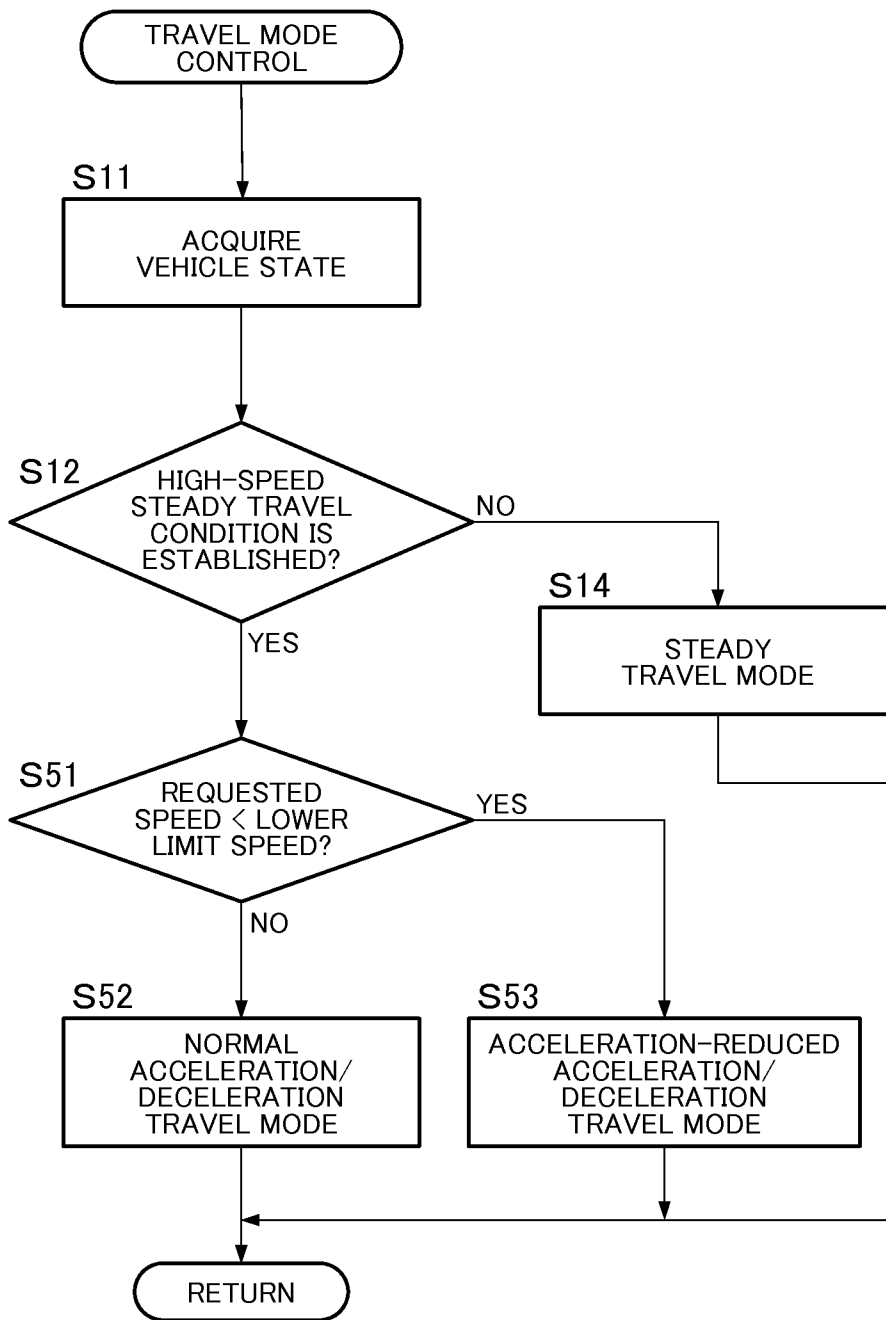 TRAVEL MODE
CONTROL
S11
ACQUIRE
VEHICLE STATE
S12
HIGH-SPEED
STEADY TRAVEL
CONDITION IS
ESTABLISHED?
NO
YES
S14
STEADY
TRAVEL MODE
S51
REQUESTED
SPEED < LOWER
LIMIT SPEED?
YES
NO
S52
NORMAL
ACCELERATION/
DECELERATION
TRAVEL MODE
S53
ACCELERATION-REDUCED
ACCELERATION/
DECELERATION
TRAVEL MODE
RETURN